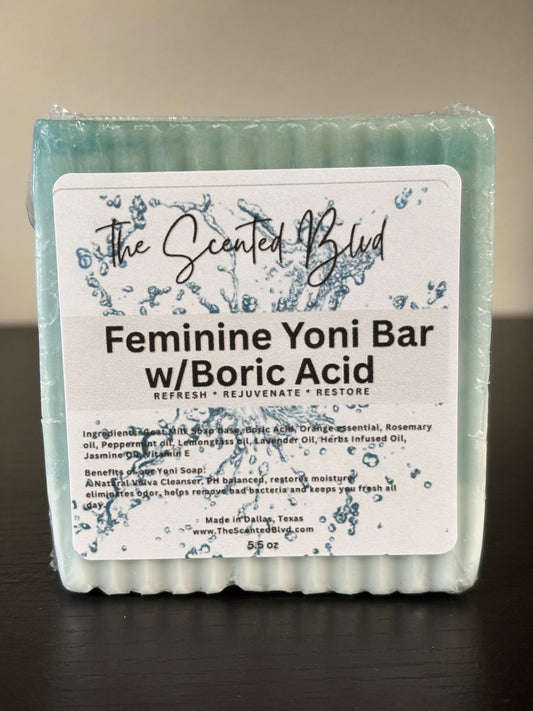 The Scented Blvd
Feminine Yoni Bar
w/Boric Acid
REFRESH * REJUVENATE * RESTORE
Ingredients: Goat Milk Soap Base, Boric Acid, Orange essential, Rosemary
oil, Peppermint oil, Lemongrass oil, Lavender Oil, Herbs Infused Oil,
Jasmine Oil, Vitamin E
Benefits of our Yoni Soap:
A Natural Vulva Cleanser, PH balanced, restores moisture,
eliminates odor, helps remove bad bacteria and keeps you fresh all
day.
Made in Dallas, Texas
www.TheScentedBlvd.com
5.5 oz